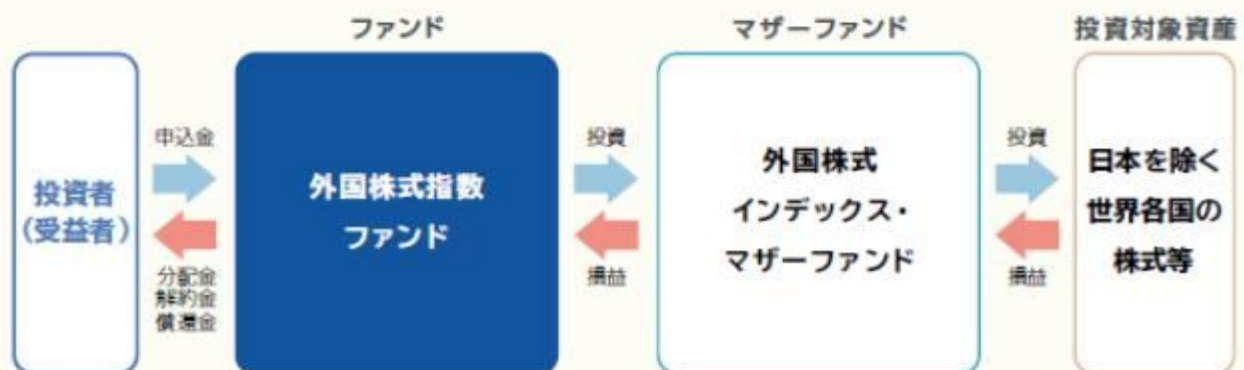 ファンド
マザーファンド
投資対象資産
投資者
(受益者)
申込金
分配金
解約金
償還金
外国株式指数
ファンド
投資
損益
外国株式
インデックス・
マザーファンド
投資
損益
日本を除く
世界各国の
株式等